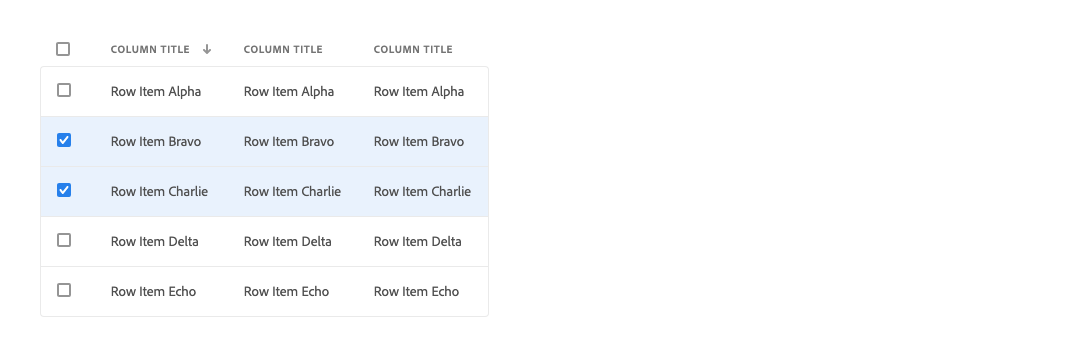 COLUMN TITLE COLUMN TITLE COLUMN TITLE
Row Item Alpha Row Item Alpha Row Item Alpha
Row Item Bravo Row Item Bravo Row Item Bravo
Row Item Charlie Row Item Charlie Row Item Charlie
Row Item Delta Row Item Delta Row Item Delta
Row Item Echo Row Item Echo Row Item Echo